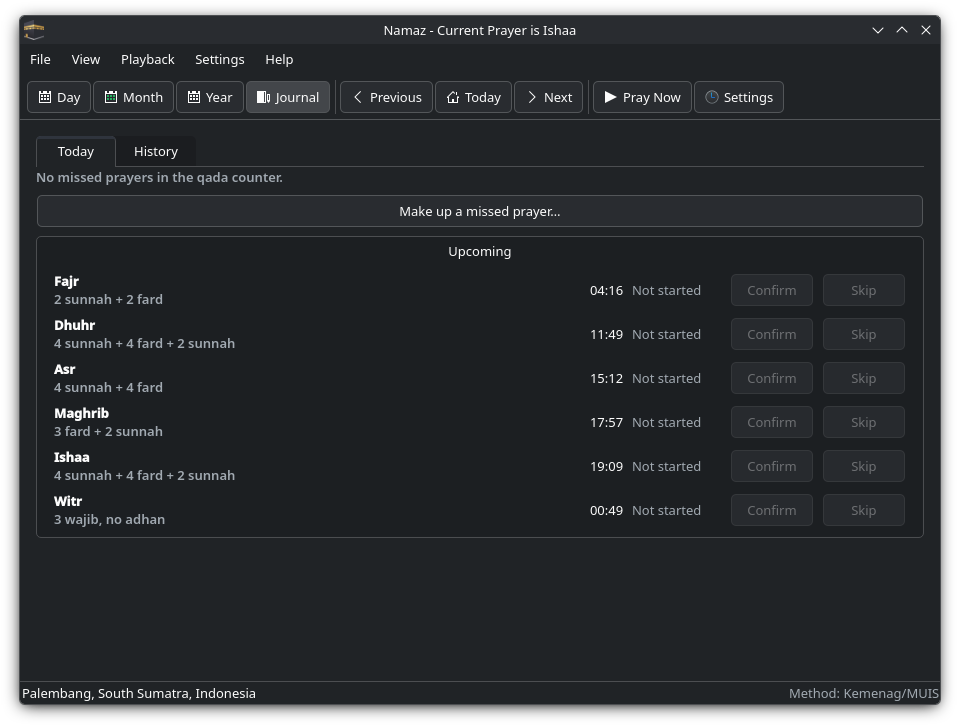 Namaz - Current Prayer is Ishaa
File View Playback Settings Help
Day Month Year Journal Previous Today Next Pray Now Settings
Today History
No missed prayers in the qada counter.
Make up a missed prayer...
Upcoming
Fajr
2 sunnah + 2 fard
04:16 Not started Confirm Skip
Dhuhr
4 sunnah + 4 fard + 2 sunnah
11:49 Not started Confirm Skip
Asr
4 sunnah + 4 fard
15:12 Not started Confirm Skip
Maghrib
3 fard + 2 sunnah
17:57 Not started Confirm Skip
Ishaa
4 sunnah + 4 fard + 2 sunnah
19:09 Not started Confirm Skip
Witr
3 wajib, no adhan
00:49 Not started Confirm Skip
Palembang, South Sumatra, Indonesia
Method: Kemenag/MUIS